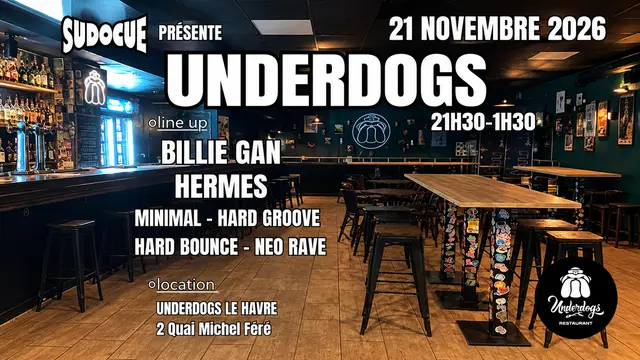 SUDOCUE PRÉSENTE
21 NOVEMBRE 2026
UNDERDOGS
21H30-1H30
line up
BILLIE GAN
HERMES
MINIMAL - HARD GROOVE
HARD BOUNCE - NEO RAVE
location
UNDERDOGS LE HAVRE
2 Quai Michel Féré
Underdogs
RESTAURANT